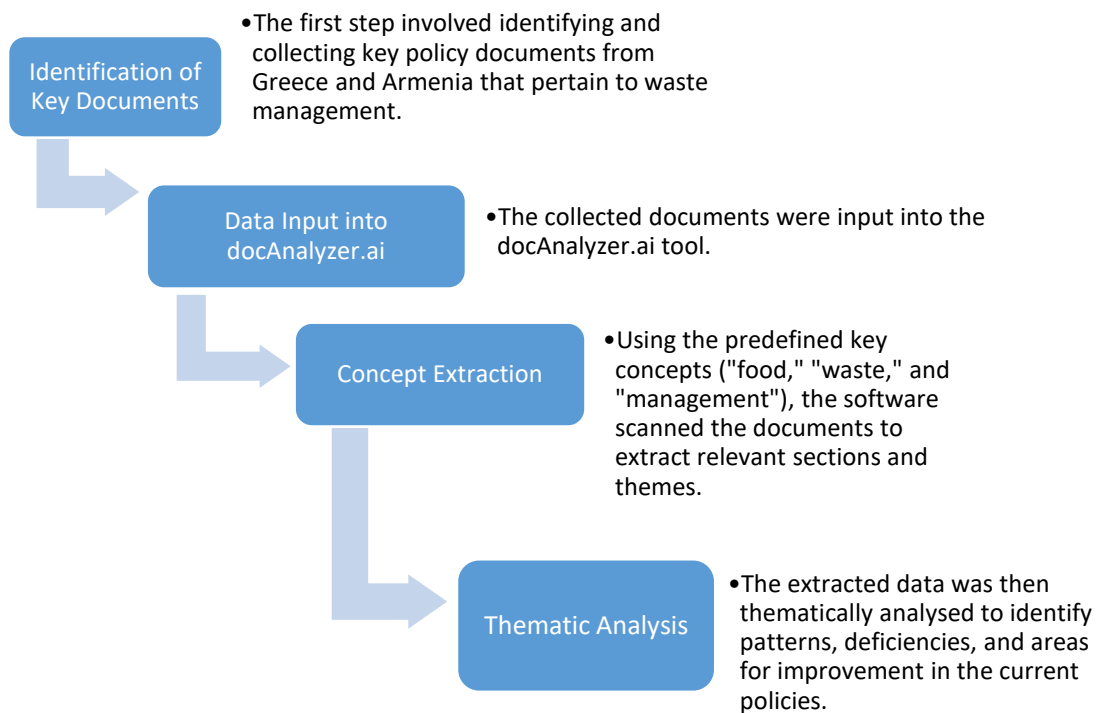 Identification of
Key Documents
•The first step involved identifying and
collecting key policy documents from
Greece and Armenia that pertain to waste
management.
Data Input into
docAnalyzer.ai
•The collected documents were input into the
docAnalyzer.ai tool.
Concept Extraction
•Using the predefined key
concepts ("food," "waste," and
"management"), the software
scanned the documents to
extract relevant sections and
themes.
Thematic Analysis
•The extracted data was then
thematically analysed to identify
patterns, deficiencies, and areas
for improvement in the current
policies.